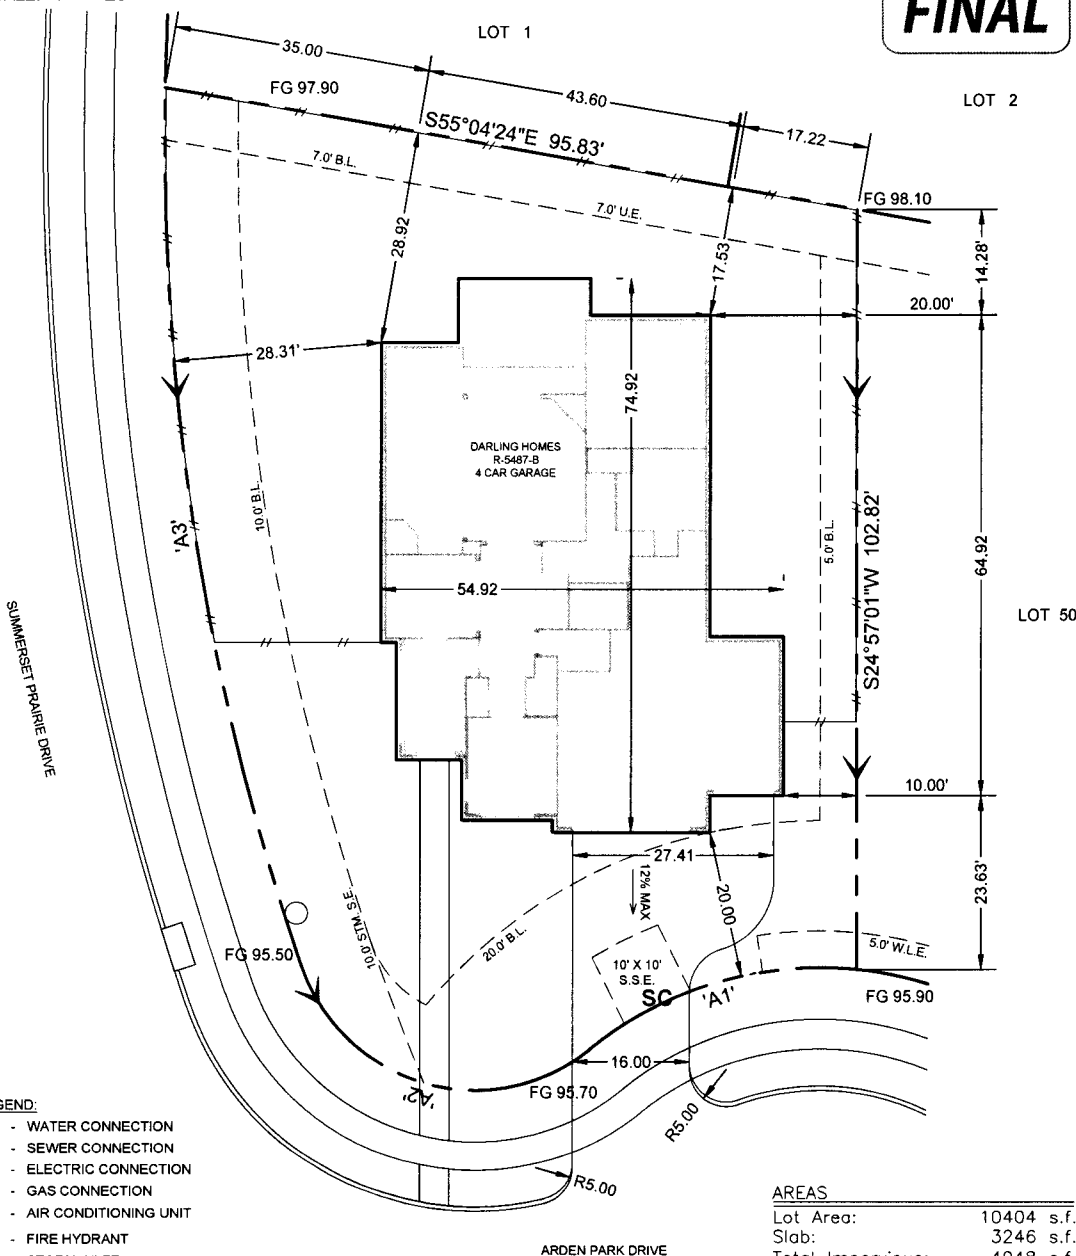 FINAL
LOT 1
LOT 2
35.00
43.60
17.22
FG 97.90
S55°04'24"E 95.83'
FG 98.10
7.0' B.L.
7.0' U.E.
28.92
17.53
14.28'
20.00'
28.31'
74.92
DARLING HOMES
R-5487-B
4 CAR GARAGE
10.0' B.L.
'A3'
5.0' B.L.
S24°57'01"W 102.82'
64.92
54.92
LOT 50
SUMMERSET PRAIRIE DRIVE
10.00'
27.41
12% MAX
20.00
23.63'
10.0' STM.S.E.
20.0' B.L.
5.0' W.L.E.
FG 95.50
10' X 10'
S.S.E.
SC
'A1'
FG 95.90
16.00
FG 95.70
'A2'
R5.00
R5.00
GEND:
- WATER CONNECTION
- SEWER CONNECTION
- ELECTRIC CONNECTION
- GAS CONNECTION
- AIR CONDITIONING UNIT
- FIRE HYDRANT
ARDEN PARK DRIVE
AREAS
Lot Area: 10404 s.f.
Slab: 3246 s.f.